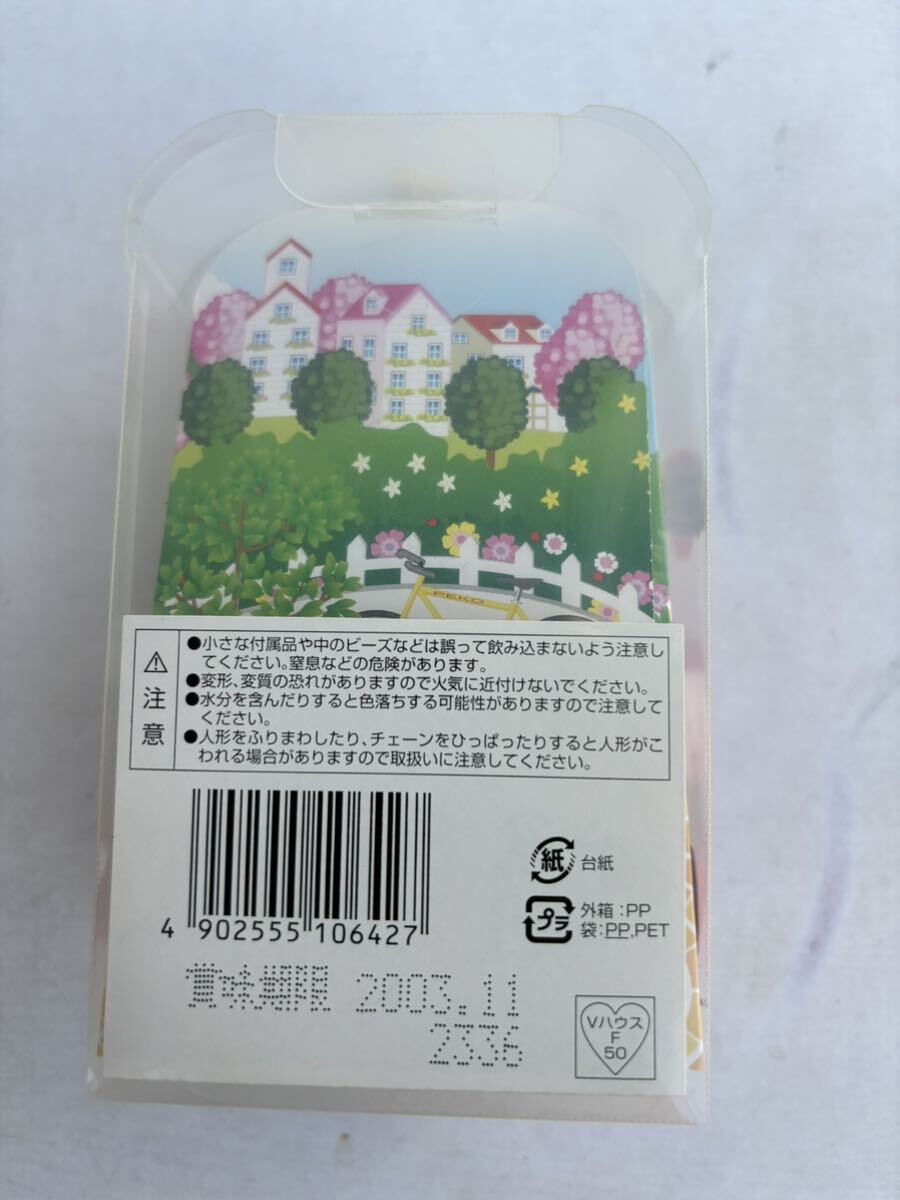 PEKO
⚠注意
●小さな付属品や中のビーズなどは誤って飲み込まないよう注意し
てください。窒息などの危険があります。
●変形、変質の恐れがありますので火気に近付けないでください。
●水分を含んだりすると色落ちする可能性がありますので注意して
ください。
●人形をふりまわしたり、チェーンをひっぱったりすると人形がこ
われる場合がありますので取扱いに注意してください。
4 902555 106427
紙 台紙
プラ 外箱:PP
袋:PP,PET
賞味期限 2003.11
2336
Vハウス
F
50